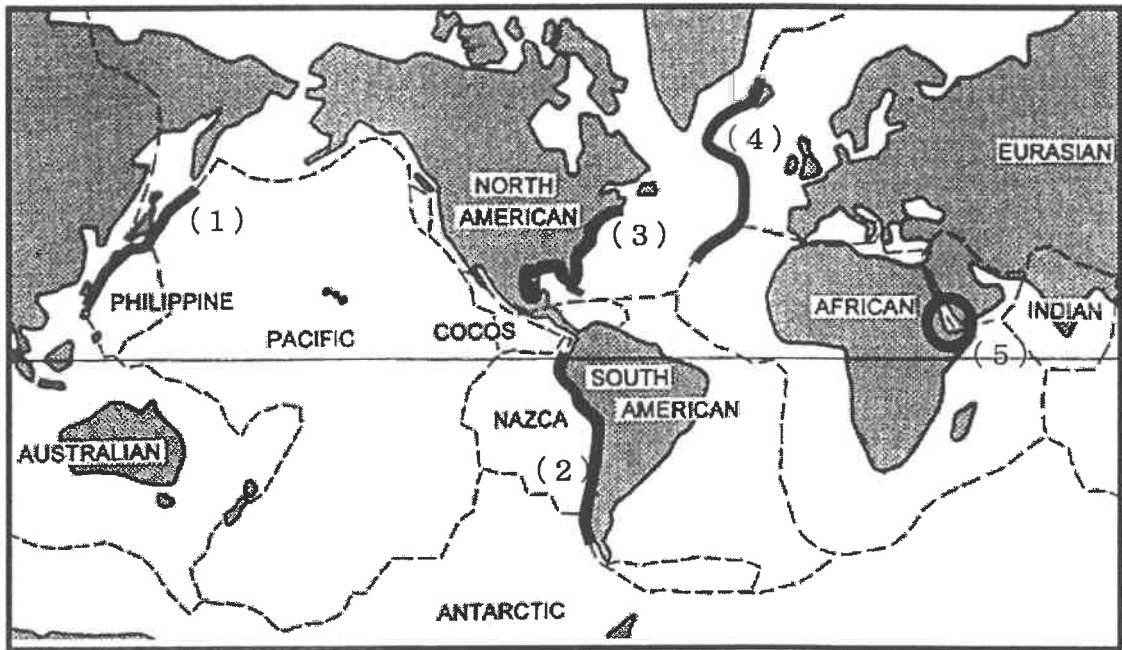 (4)
EURASIAN
NORTH
AMERICAN
(1)
(3)
PHILIPPINE
AFRICAN
INDIAN
COCOS
PACIFIC
(5)
SOUTH
AMERICAN
NAZCA
AUSTRALIAN
(2)
ANTARCTIC